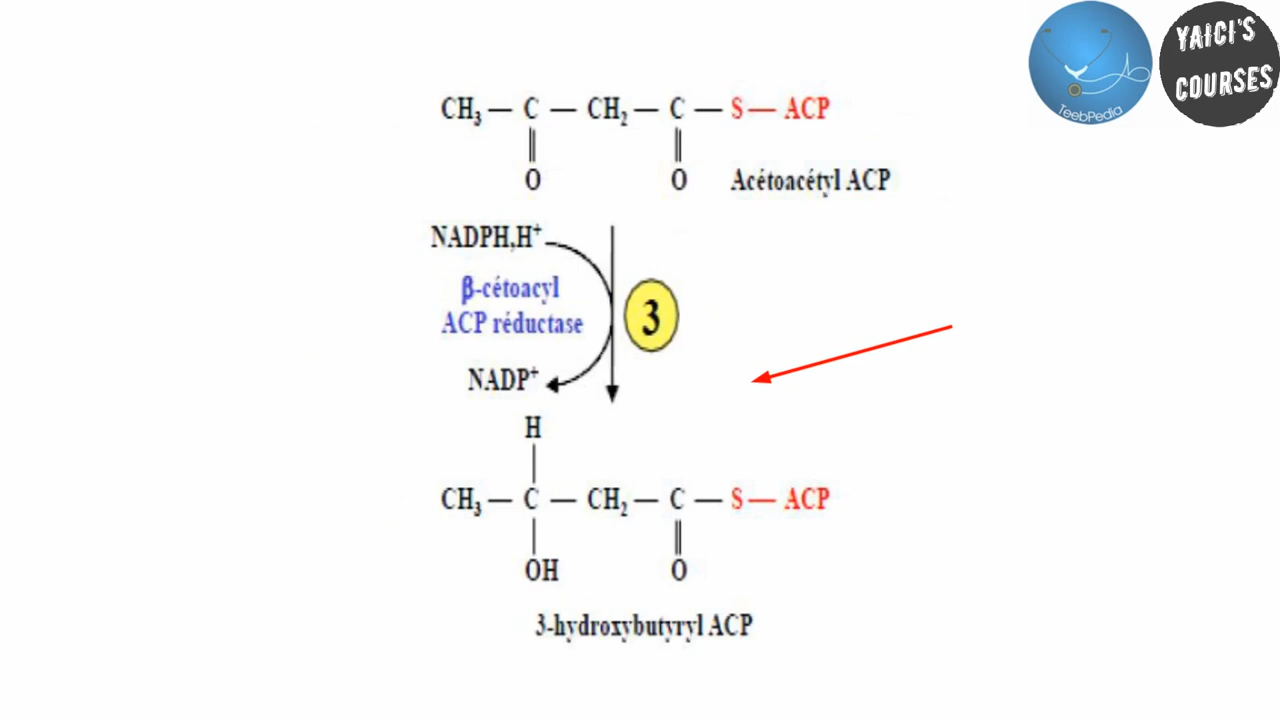 YAICI'S
COURSES
TeebPedia
CH₃ — C — CH₂ — C — S — ACP
O O Acétoacétyl ACP
NADPH,H⁺
β-cétoacyl
ACP réductase
3
NADP⁺
H
CH₃ — C — CH₂ — C — S — ACP
OH O
3-hydroxybutyryl ACP